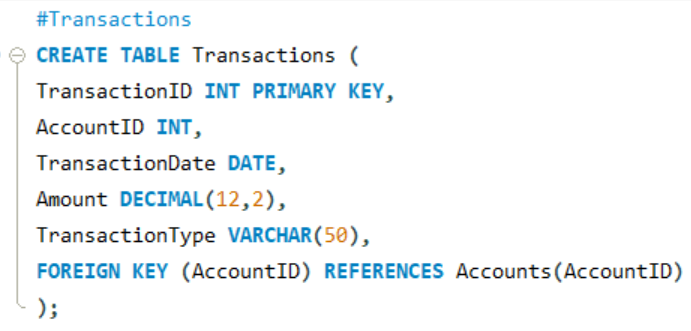 #Transactions
CREATE TABLE Transactions (
TransactionID INT PRIMARY KEY,
AccountID INT,
TransactionDate DATE,
Amount DECIMAL(12,2),
TransactionType VARCHAR(50),
FOREIGN KEY (AccountID) REFERENCES Accounts(AccountID)
);